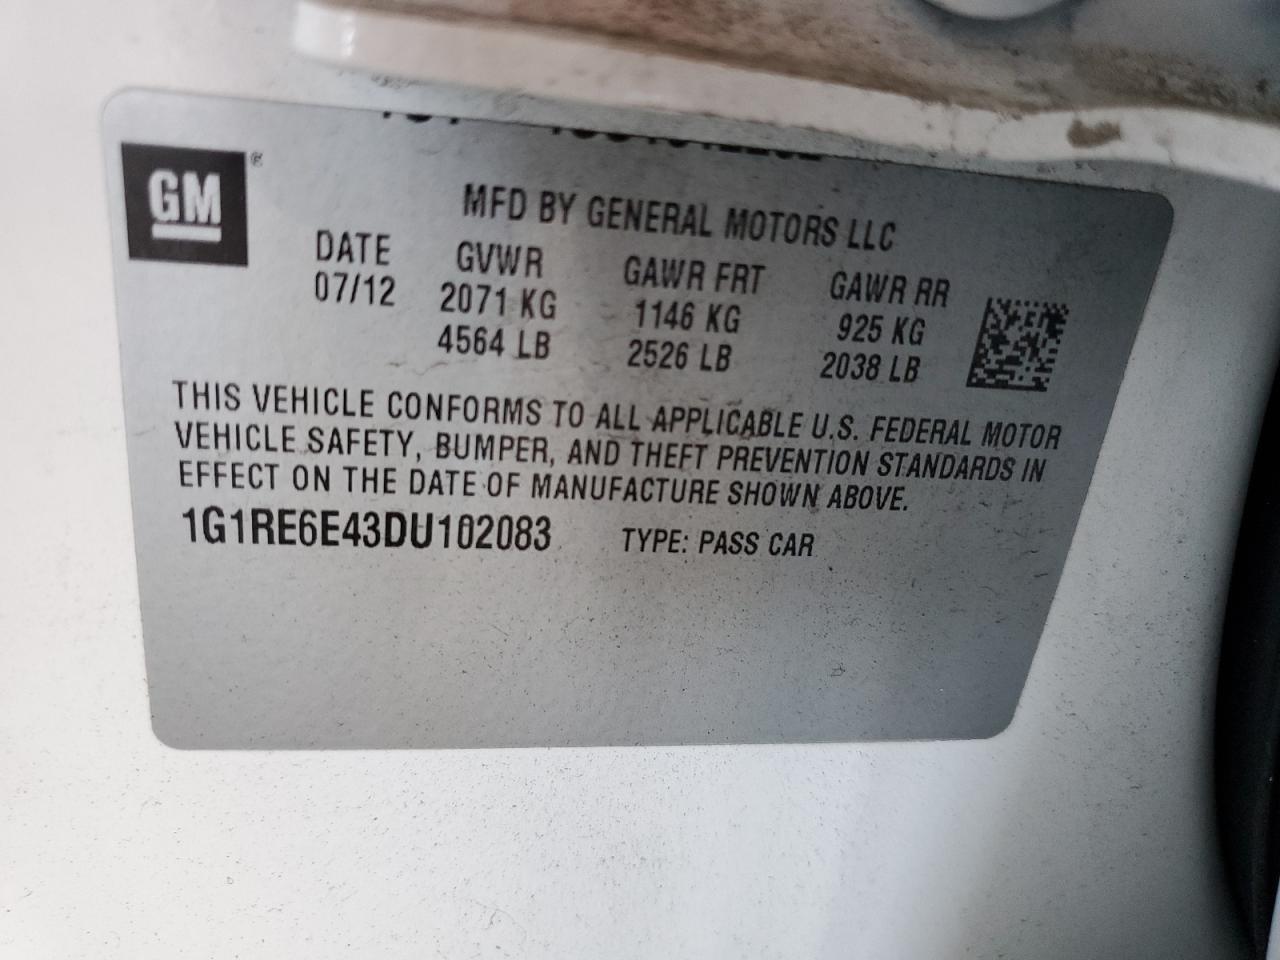 GM®
MFD BY GENERAL MOTORS LLC
DATE GVWR GAWR FRT GAWR RR
07/12 2071 KG 1146 KG 925 KG
4564 LB 2526 LB 2038 LB
THIS VEHICLE CONFORMS TO ALL APPLICABLE U.S. FEDERAL MOTOR
VEHICLE SAFETY, BUMPER, AND THEFT PREVENTION STANDARDS IN
EFFECT ON THE DATE OF MANUFACTURE SHOWN ABOVE.
1G1RE6E43DU102083 TYPE: PASS CAR